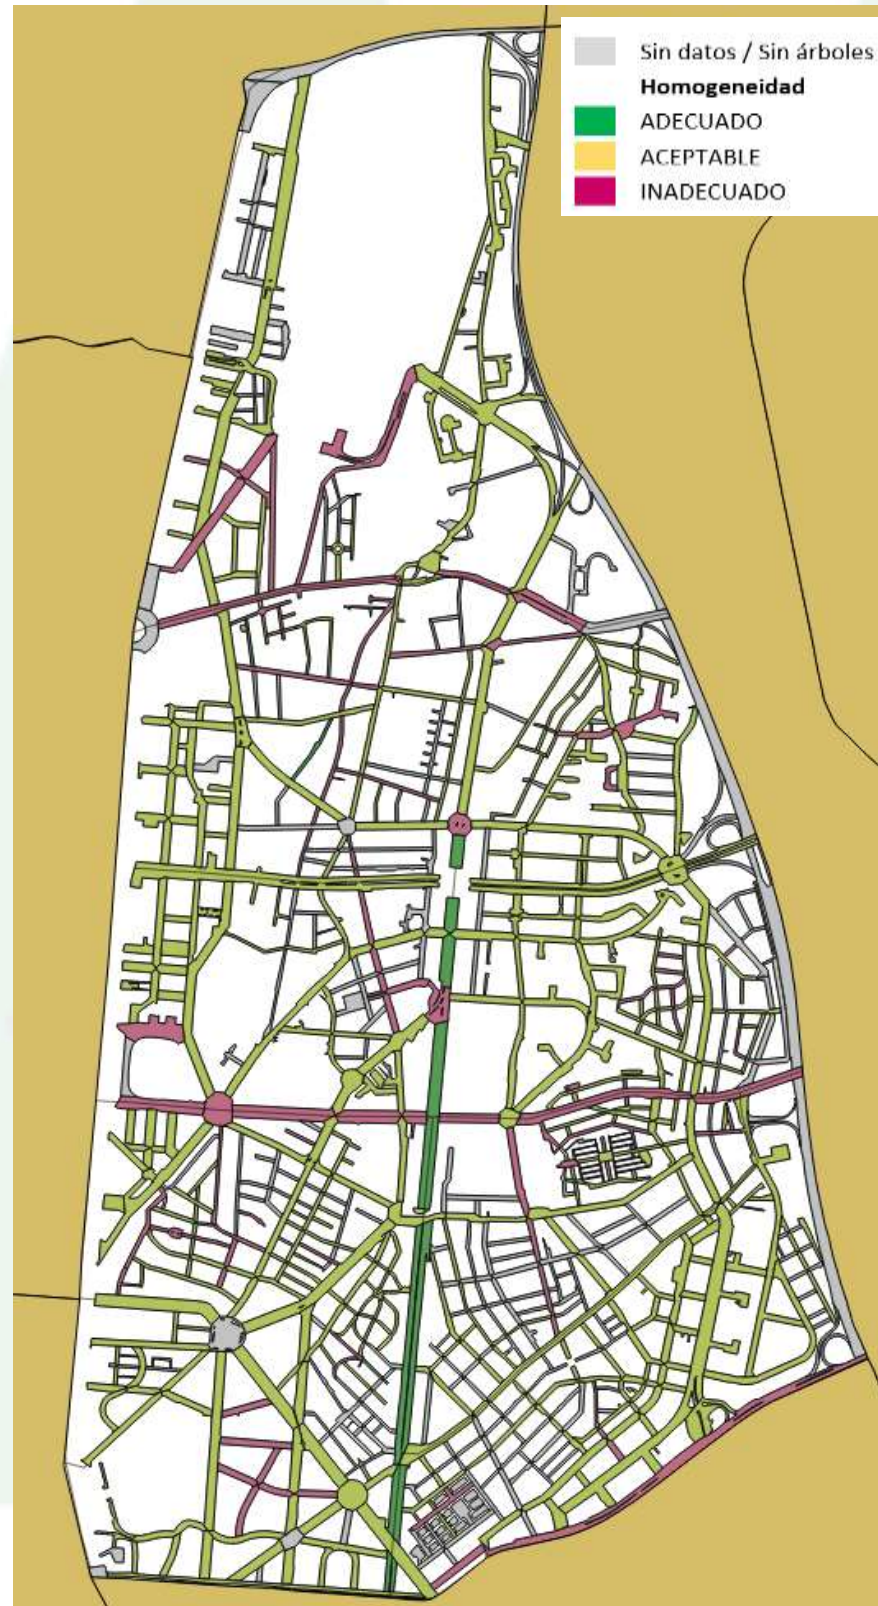 Sin datos / Sin árboles
Homogeneidad
ADECUADO
ACEPTABLE
INADECUADO